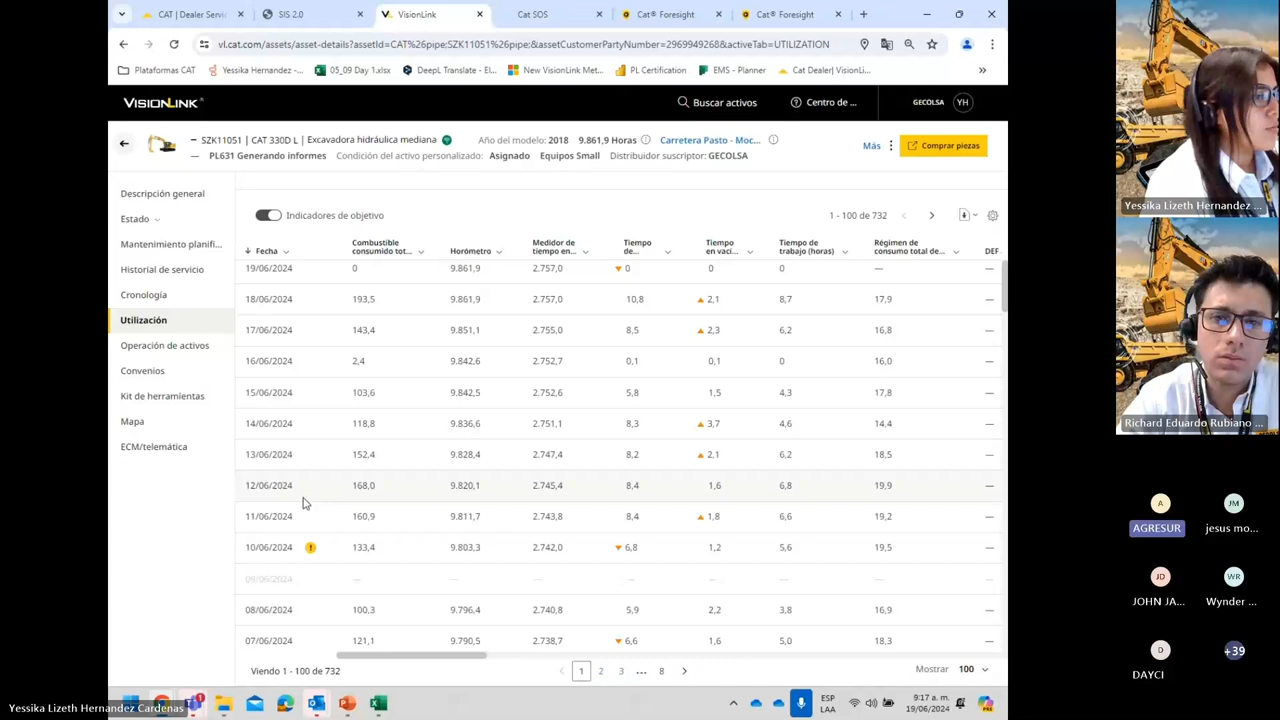 CAT | Dealer Servi
SIS 2.0
VisionLink
Cat SOS
Cat® Foresight
Cat® Foresight
vl.cat.com/assets/asset-details?assetId=CAT%26pipe;SZK11051%26pipe;&assetCustomerPartyNumber=2969949268&activeTab=UTILIZATION
Plataformas CAT
Yessika Hernandez -...
05_09 Day 1.xlsx
DeepL Translate - El...
New VisionLink Met...
PL Certification
EMS - Planner
Cat Dealer| VisionLi...
»
VISIONLINK®
Buscar activos
Centro de ...
GECOLSA
YH
SZK11051 | CAT 330D L | Excavadora hidráulica mediana
Año del modelo: 2018
9.861,9 Horas
Carretera Pasto - Moc...
Más
Comprar piezas
PL631 Generando informes
Condición del activo personalizado: Asignado
Equipos Small
Distribuidor suscriptor: GECOLSA
Descripción general
Estado
Mantenimiento planifi...
Historial de servicio
Cronología
Utilización
Operación de activos
Convenios
Kit de herramientas
Mapa
ECM/telemática
Indicadores de objetivo
1 - 100 de 732
Fecha
Combustible consumido tot...
Horómetro
Medidor de tiempo en...
Tiempo de...
Tiempo en vací...
Tiempo de trabajo (horas)
Régimen de consumo total de...
DEF
19/06/2024 0 9.861,9 2.757,0 0 0 0 —
18/06/2024 193,5 9.861,9 2.757,0 10,8 2,1 8,7 17,9 —
17/06/2024 143,4 9.851,1 2.755,0 8,5 2,3 6,2 16,8 —
16/06/2024 2,4 9.842,6 2.752,7 0,1 0,1 0 16,0 —
15/06/2024 103,6 9.842,5 2.752,6 5,8 1,5 4,3 17,8 —
14/06/2024 118,8 9.836,6 2.751,1 8,3 3,7 4,6 14,4 —
13/06/2024 152,4 9.828,4 2.747,4 8,2 2,1 6,2 18,5 —
12/06/2024 168,0 9.820,1 2.745,4 8,4 1,6 6,8 19,9 —
11/06/2024 160,9 9.811,7 2.743,8 8,4 1,8 6,6 19,2 —
10/06/2024 ! 133,4 9.803,3 2.742,0 6,8 1,2 5,6 19,5 —
09/06/2024 — — — — — — —
08/06/2024 100,3 9.796,4 2.740,8 5,9 2,2 3,8 16,9 —
07/06/2024 121,1 9.790,5 2.738,7 6,6 1,6 5,0 18,3 —
Viendo 1 - 100 de 732
1 2 3 ... 8
Mostrar 100
ESP
LAA
9:17 a. m.
19/06/2024
PRE
Yessika Lizeth Hernandez Cardenas
Yessika Lizeth Hernandez ...
Richard Eduardo Rubiano ...
A
AGRESUR
JM
jesus mo...
JD
JOHN JA...
WR
Wynder ...
D
DAYCI
+39